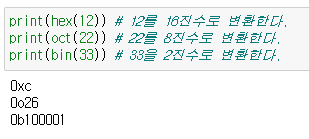 print(hex(12)) # 12를 16진수로 변환한다.
print(oct(22)) # 22를 8진수로 변환한다.
print(bin(33)) # 33을 2진수로 변환한다.
0xc
0o26
0b100001